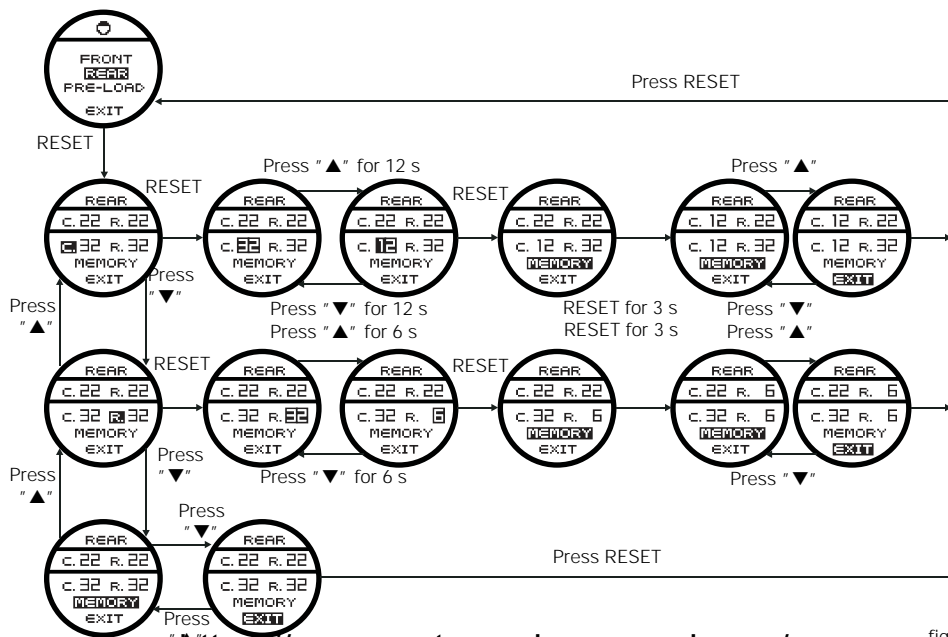 FRONT
REAR
PRE-LOAD
EXIT
Press RESET
RESET
Press "▲" for 12 s
Press "▲"
RESET
RESET
REAR
C.22 R.22
C.32 R.32
MEMORY
EXIT
REAR
C.22 R.22
C.32 R.32
MEMORY
EXIT
REAR
C.22 R.22
C.12 R.32
MEMORY
EXIT
REAR
C.22 R.22
C.12 R.32
MEMORY
EXIT
REAR
C.12 R.22
C.12 R.32
MEMORY
EXIT
REAR
C.12 R.22
C.12 R.32
MEMORY
EXIT
Press
"▼"
Press
"▲"
Press "▼" for 12 s
RESET for 3 s
Press "▼"
Press "▲" for 6 s
RESET for 3 s
Press "▲"
RESET
RESET
REAR
C.22 R.22
C.32 R.32
MEMORY
EXIT
REAR
C.22 R.22
C.32 R.32
MEMORY
EXIT
REAR
C.22 R.22
C.32 R. 6
MEMORY
EXIT
REAR
C.22 R.22
C.32 R. 6
MEMORY
EXIT
REAR
C.22 R. 6
C.32 R. 6
MEMORY
EXIT
REAR
C.22 R. 6
C.32 R. 6
MEMORY
EXIT
Press
"▼"
Press
"▲"
Press "▼" for 6 s
Press "▼"
Press
"▼"
REAR
C.22 R.22
C.32 R.32
MEMORY
EXIT
REAR
C.22 R.22
C.32 R.32
MEMORY
EXIT
Press RESET
Press